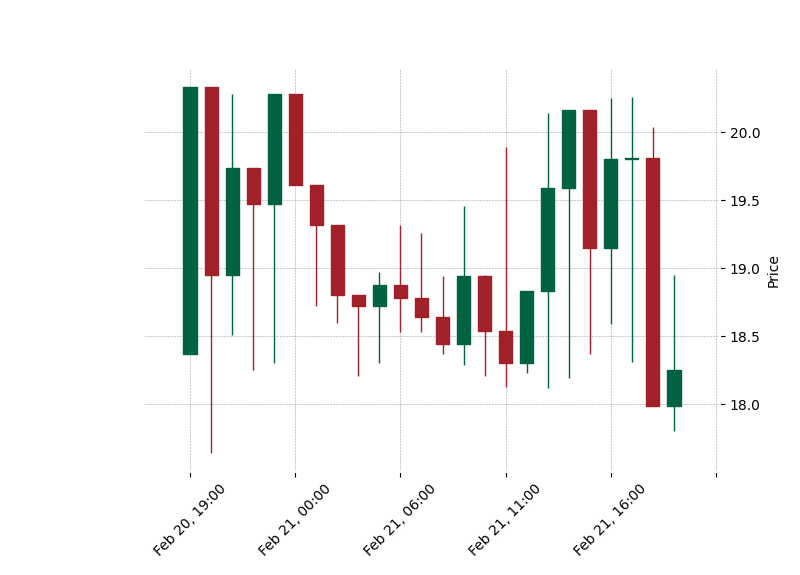 20.0
19.5
19.0
18.5
18.0
Price
Feb 20, 19:00
Feb 21, 00:00
Feb 21, 06:00
Feb 21, 11:00
Feb 21, 16:00